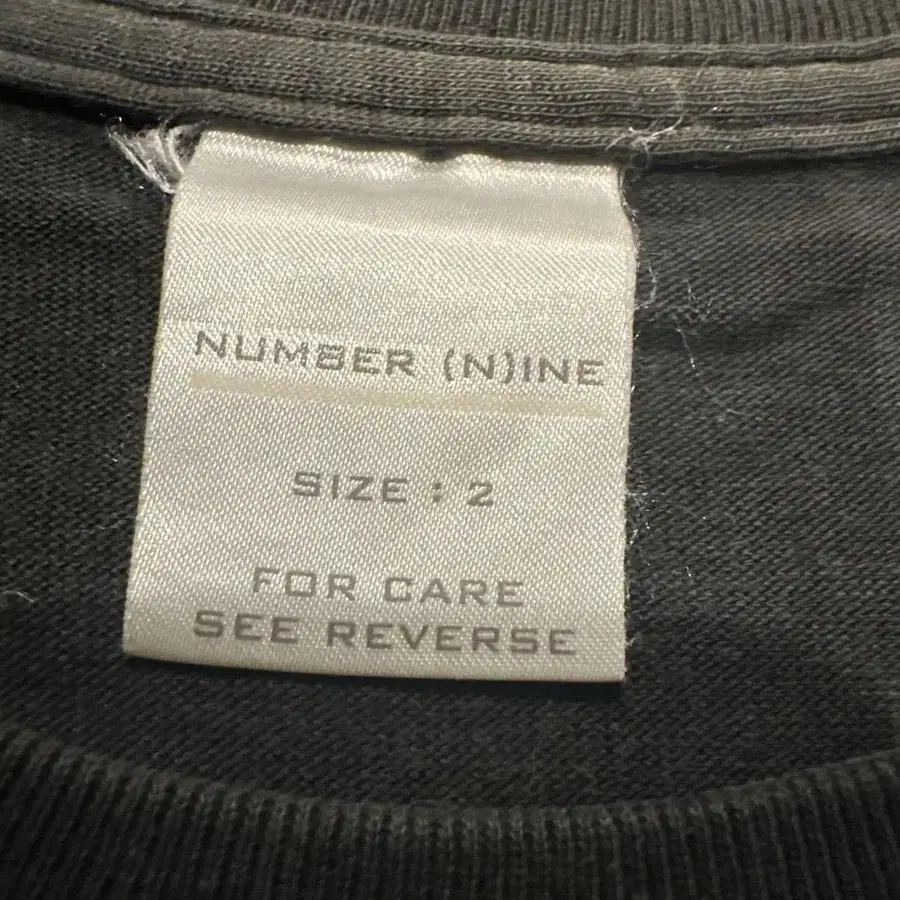 NUMBER (N)INE
SIZE : 2
FOR CARE
SEE REVERSE